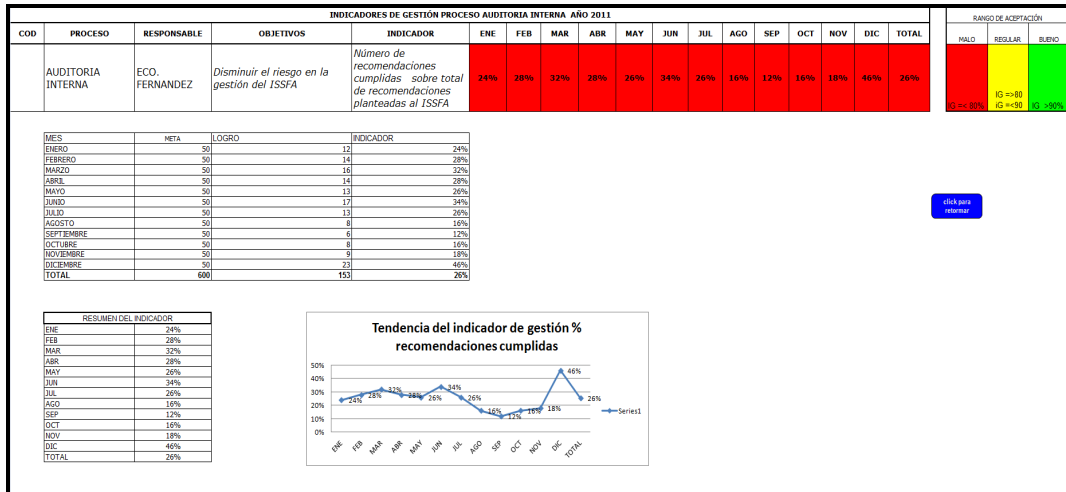 INDICADORES DE GESTIÓN PROCESO AUDITORIA INTERNA AÑO 2011
COD PROCESO RESPONSABLE OBJETIVOS INDICADOR ENE FEB MAR ABR MAY JUN JUL AGO SEP OCT NOV DIC TOTAL
AUDITORIA INTERNA
ECO. FERNANDEZ
Disminuir el riesgo en la
gestión del ISSFA
Número de
recomendaciones
cumplidas sobre total
de recomendaciones
planteadas al ISSFA
24% 28% 32% 28% 26% 34% 26% 16% 12% 16% 18% 46% 26%
RANGO DE ACEPTACIÓN
MALO REGULAR BUENO
IG =< 80%
IG =>80
iG =<90
IG >90%
MES META LOGRO INDICADOR
ENERO 50 12 24%
FEBRERO 50 14 28%
MARZO 50 16 32%
ABRIL 50 14 28%
MAYO 50 13 26%
JUNIO 50 17 34%
JULIO 50 13 26%
AGOSTO 50 8 16%
SEPTIEMBRE 50 6 12%
OCTUBRE 50 8 16%
NOVIEMBRE 50 9 18%
DICIEMBRE 50 23 46%
TOTAL 600 153 26%
click para
retornar
RESUMEN DEL INDICADOR
ENE 24%
FEB 28%
MAR 32%
ABR 28%
MAY 26%
JUN 34%
JUL 26%
AGO 16%
SEP 12%
OCT 16%
NOV 18%
DIC 46%
TOTAL 26%
Tendencia del indicador de gestión %
recomendaciones cumplidas
50%
40%
30%
20%
10%
0%
24% 28% 32% 28% 26% 34% 26% 16% 12% 16% 18% 46% 26%
ENE FEB MAR ABR MAY JUN JUL AGO SEP OCT NOV DIC TOTAL
Series1